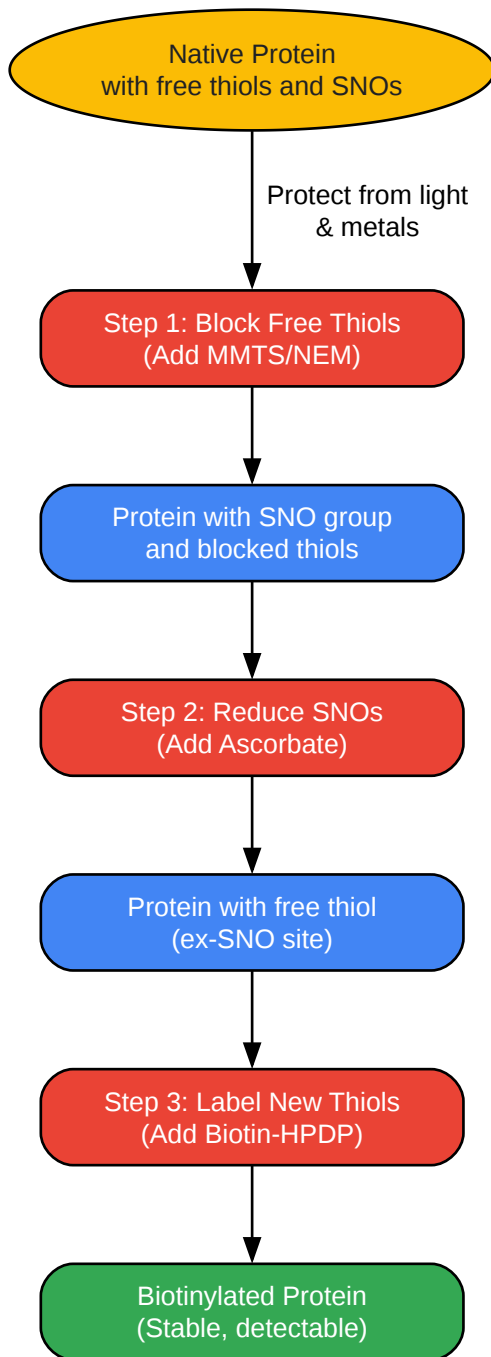 Native Protein
with free thiols and SNOs
Protect from light
& metals
Step 1: Block Free Thiols
(Add MMTS/NEM)
Protein with SNO group
and blocked thiols
Step 2: Reduce SNOs
(Add Ascorbate)
Protein with free thiol
(ex-SNO site)
Step 3: Label New Thiols
(Add Biotin-HPDP)
Biotinylated Protein
(Stable, detectable)